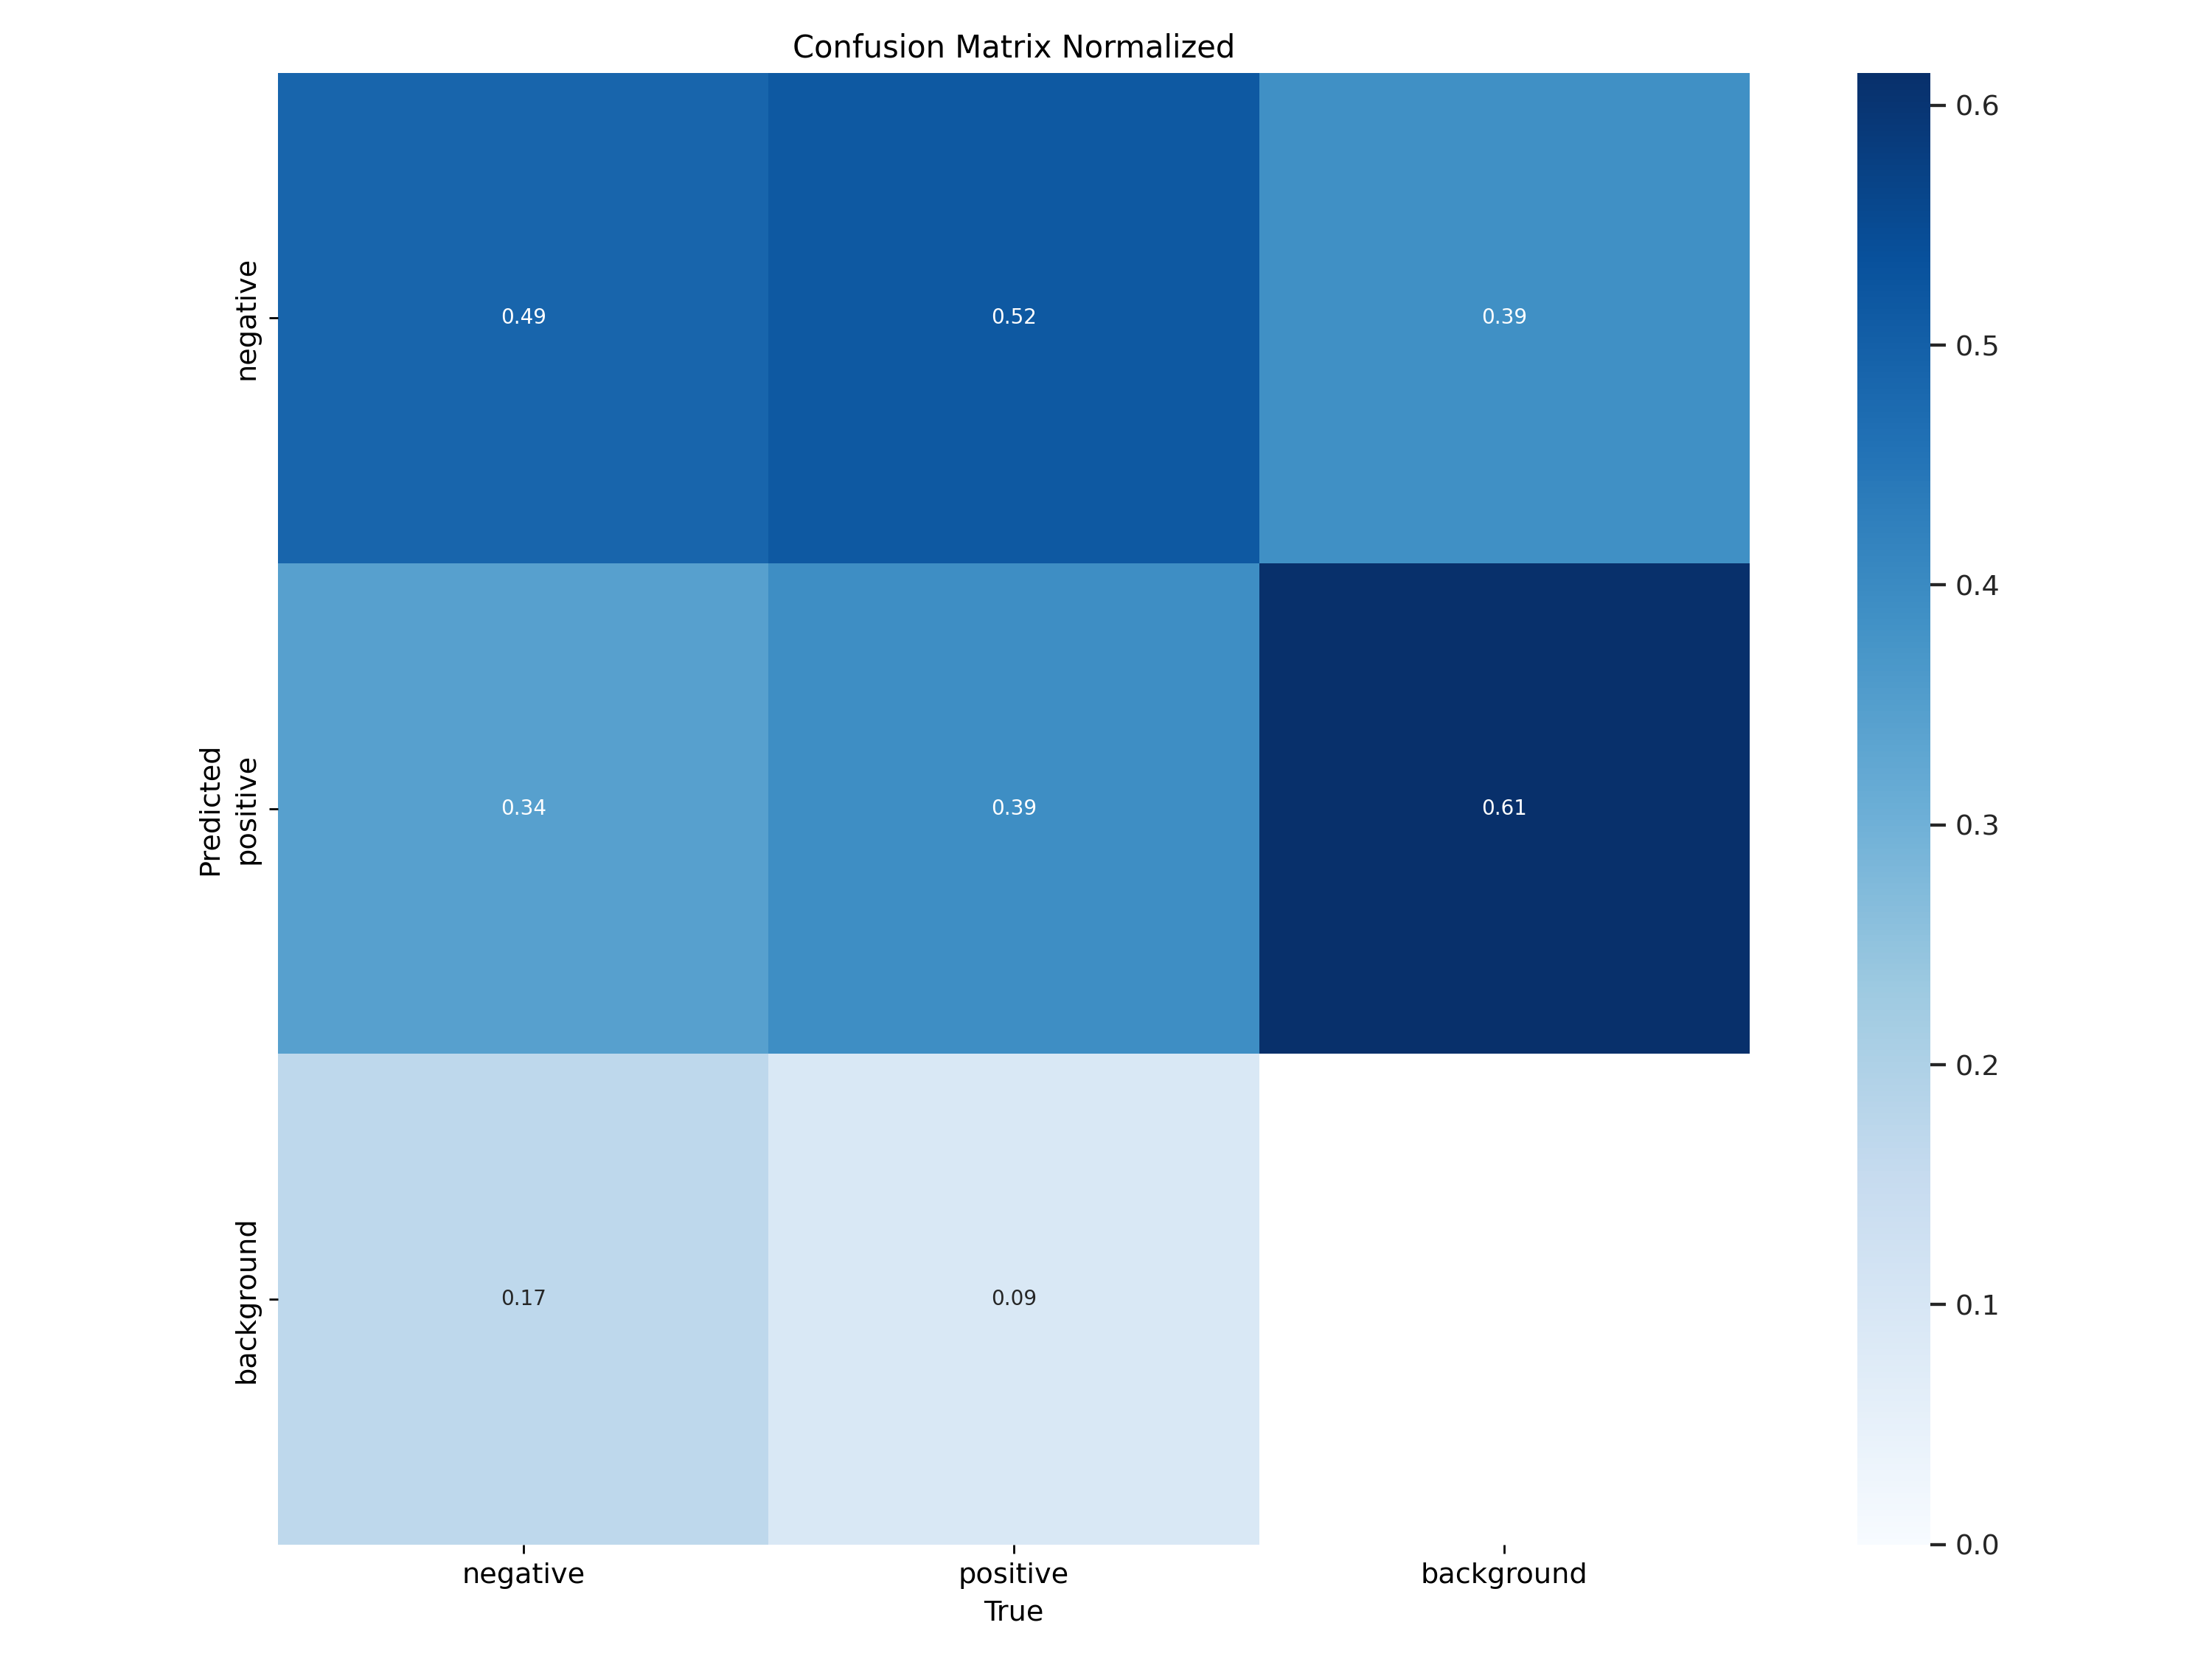 Confusion Matrix Normalized
negative
0.49
0.52
0.39
Predicted
positive
0.34
0.39
0.61
background
0.17
0.09
negative
positive
background
True
0.6
0.5
0.4
0.3
0.2
0.1
0.0